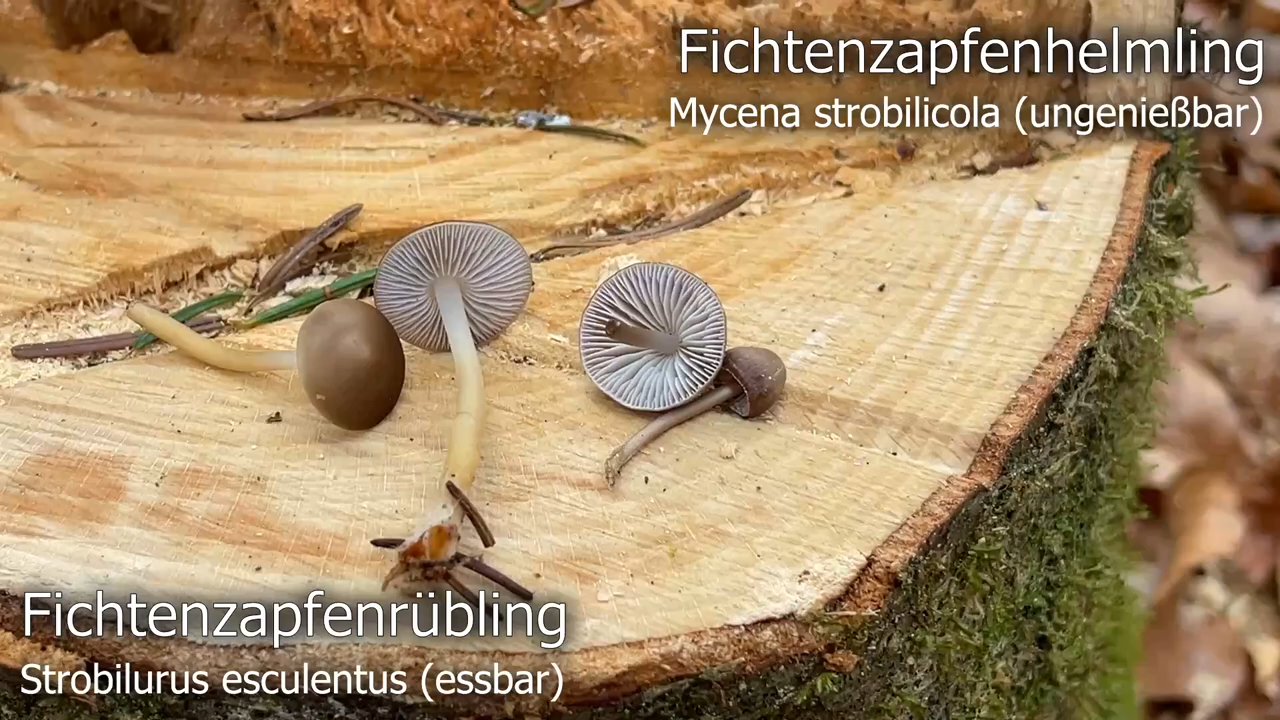 Fichtenzapfenhelmling
Mycena strobilicola (ungenießbar)
Fichtenzapfenrübling
Strobilurus esculentus (essbar)